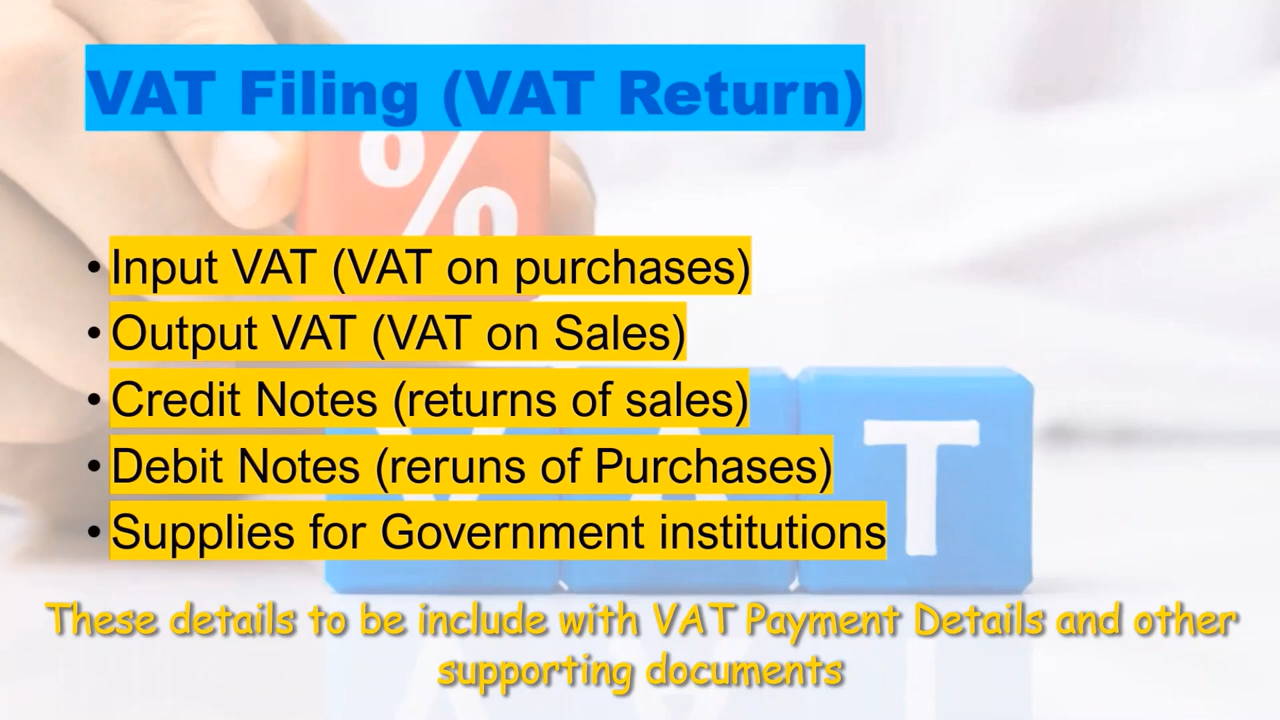 VAT Filing (VAT Return)
%
• Input VAT (VAT on purchases)
• Output VAT (VAT on Sales)
• Credit Notes (returns of sales)
• Debit Notes (reruns of Purchases)
• Supplies for Government institutions
V A T
These details to be include with VAT Payment Details and other
supporting documents